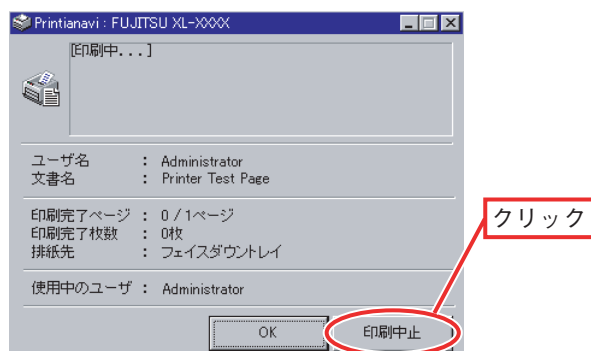 Printianavi : FUJITSU XL-XXXX
[印刷中...]
ユーザ名 : Administrator
文書名 : Printer Test Page
印刷完了ページ : 0 / 1ページ
印刷完了枚数 : 0枚
排紙先 : フェイスダウントレイ
クリック
使用中のユーザ : Administrator
OK 印刷中止